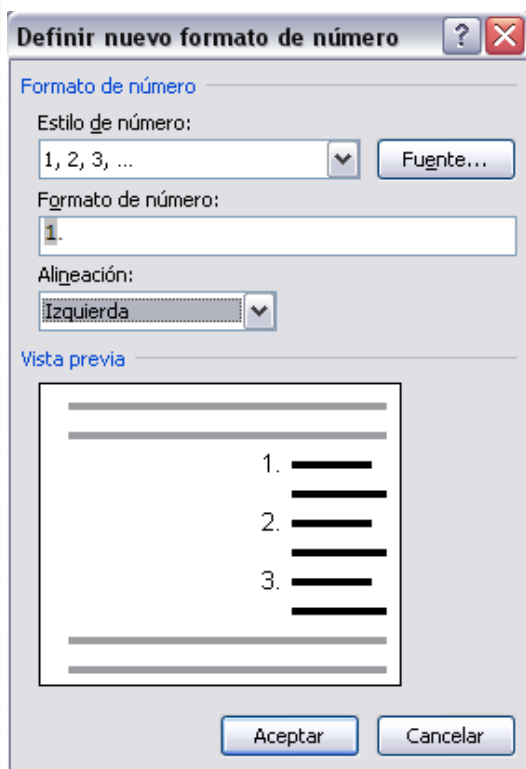 Definir nuevo formato de número
Formato de número
Estilo de número:
1, 2, 3, ...
Fuente...
Formato de número:
1.
Alineación:
Izquierda
Vista previa
1.
2.
3.
Aceptar Cancelar